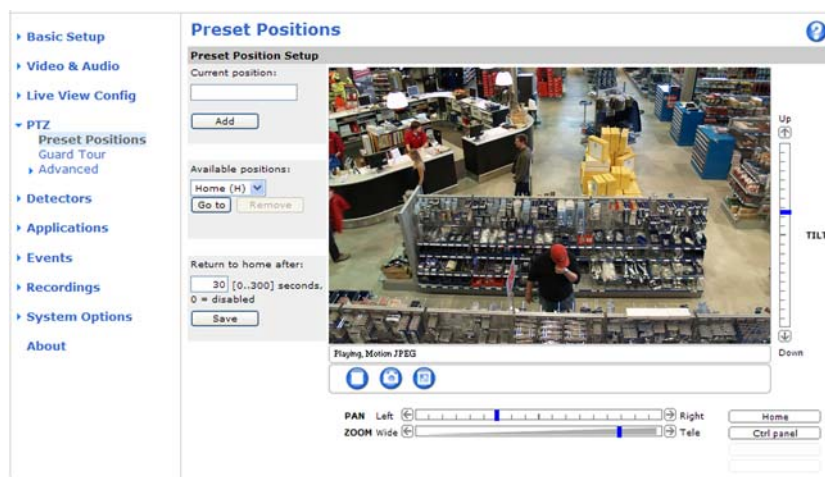 Basic Setup
Video & Audio
Live View Config
PTZ
Preset Positions
Guard Tour
Advanced
Detectors
Applications
Events
Recordings
System Options
About
Preset Positions
?
Preset Position Setup
Current position:
Add
Available positions:
Home (H)
Go to Remove
Return to home after:
30 [0..300] seconds,
0 = disabled
Save
Playing, Motion JPEG
Up
TILT
Down
PAN Left Right
ZOOM Wide Tele
Home
Ctrl panel